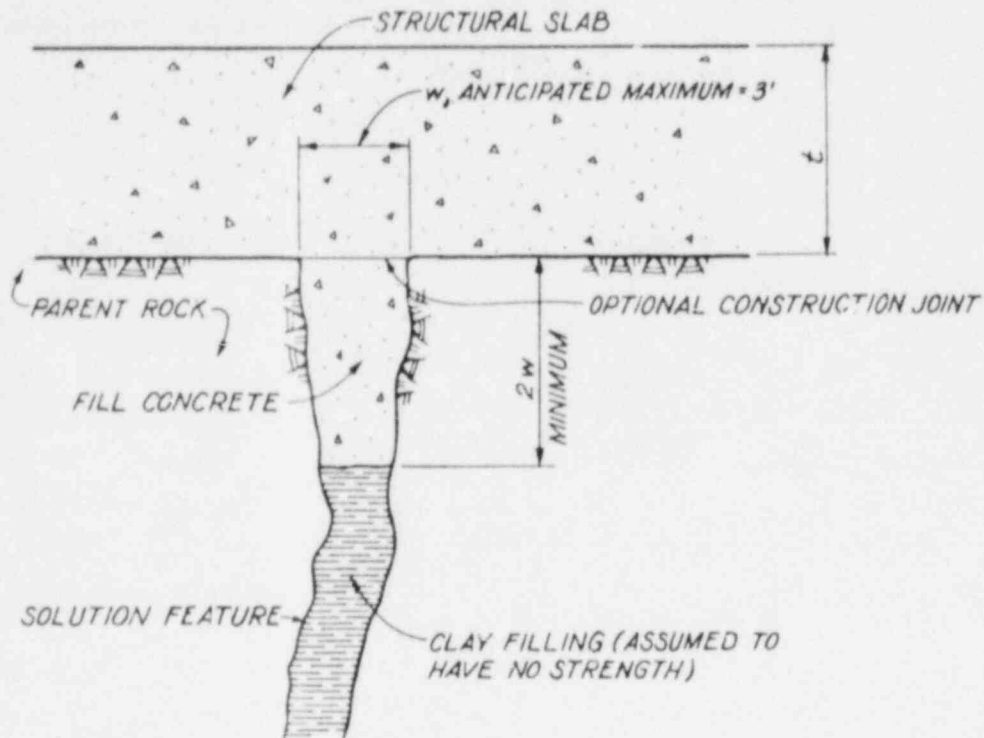 STRUCTURAL SLAB
w, ANTICIPATED MAXIMUM = 3'
t
PARENT ROCK
OPTIONAL CONSTRUCTION JOINT
2w
MINIMUM
FILL CONCRETE
SOLUTION FEATURE
CLAY FILLING (ASSUMED TO
HAVE NO STRENGTH)